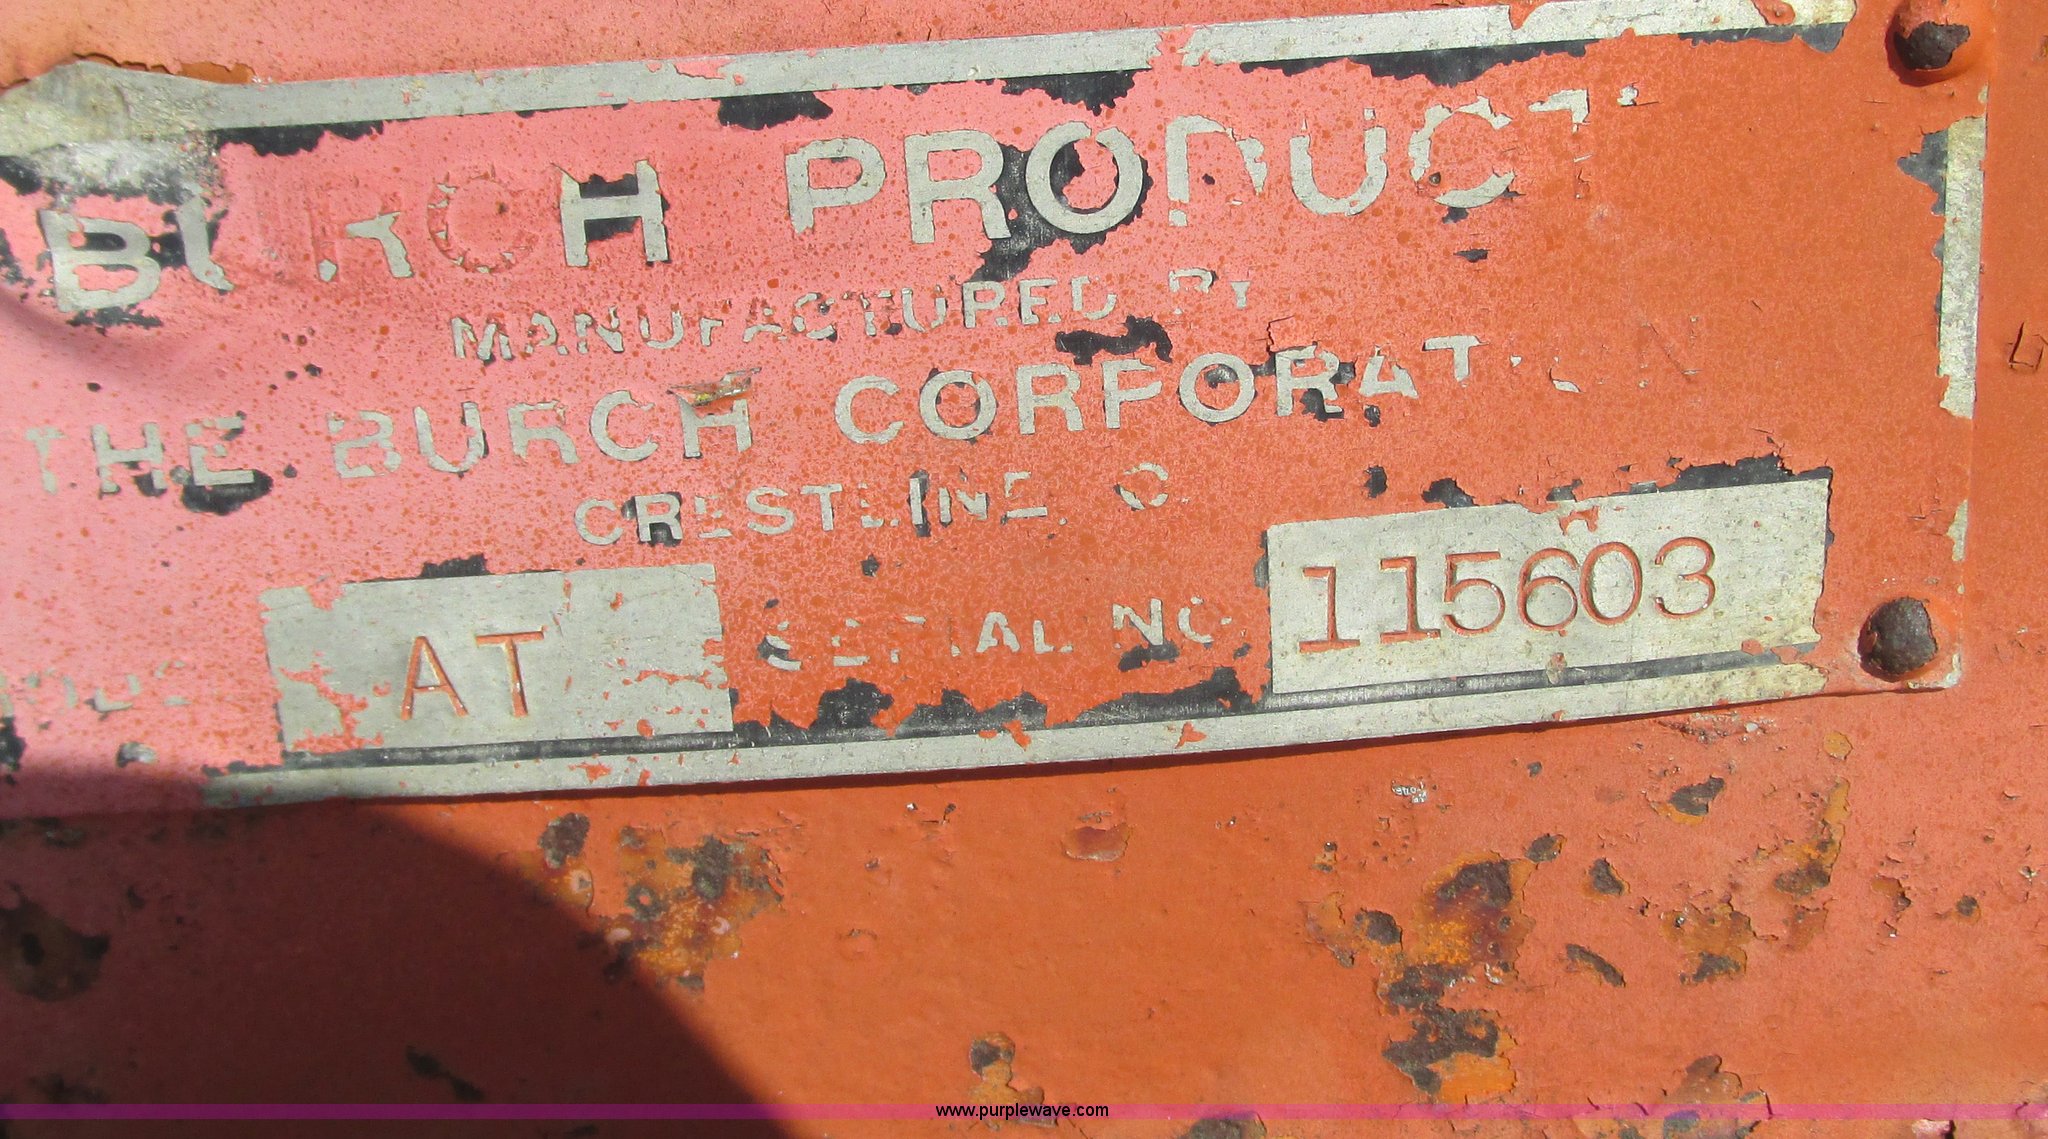 BURCH PRODUCT
MANUFACTURED BY
THE BURCH CORPORATION
CRESTLINE, O.
AT SERIAL NO. 115603
www.purplewave.com